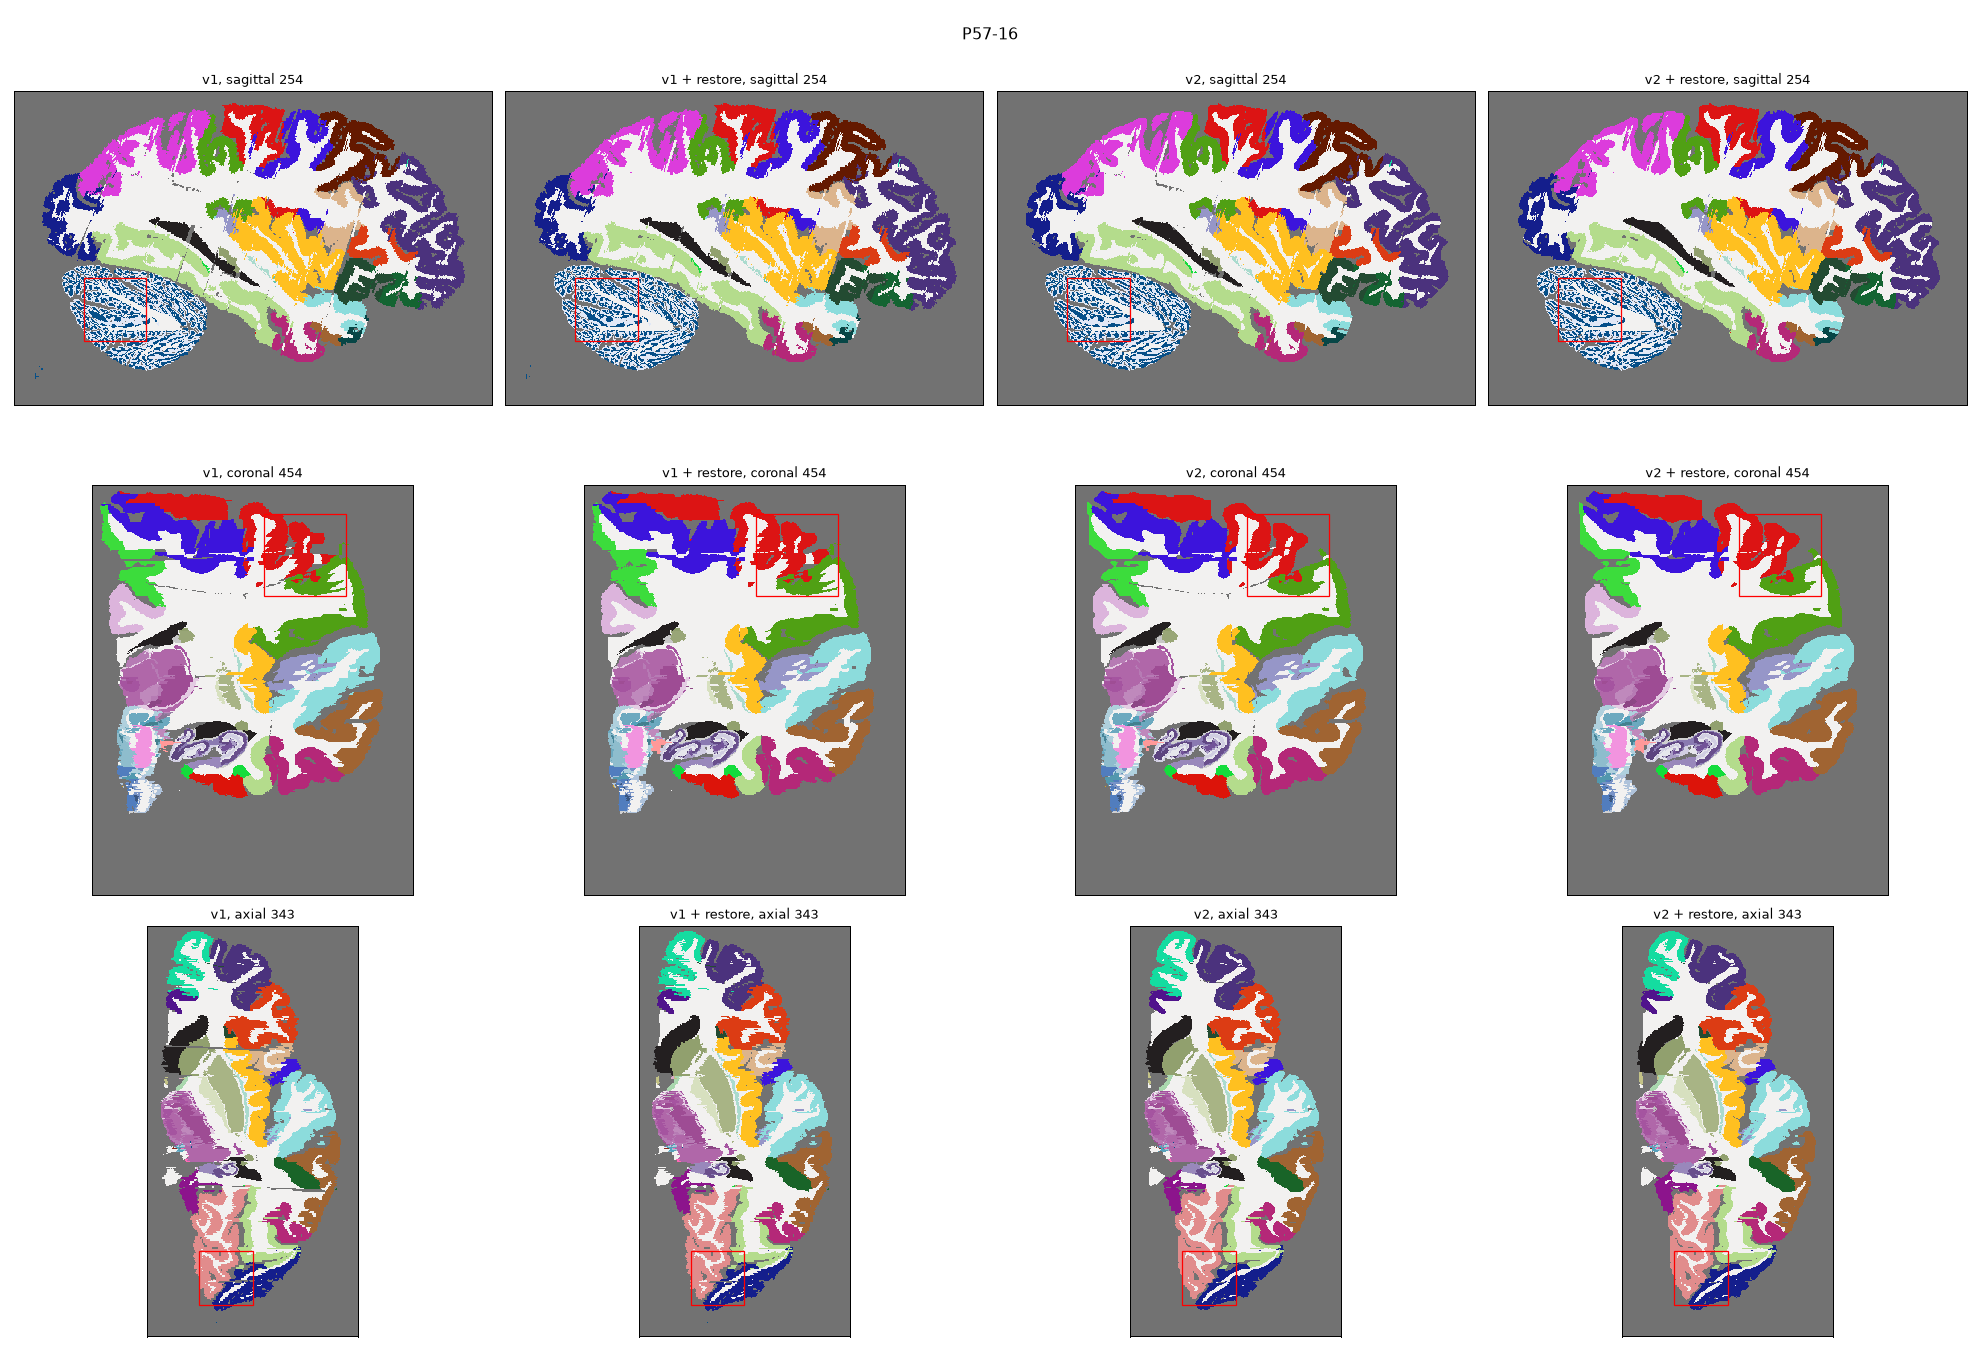 P57-16
v1, sagittal 254
v1 + restore, sagittal 254
v2, sagittal 254
v2 + restore, sagittal 254
v1, coronal 454
v1 + restore, coronal 454
v2, coronal 454
v2 + restore, coronal 454
v1, axial 343
v1 + restore, axial 343
v2, axial 343
v2 + restore, axial 343